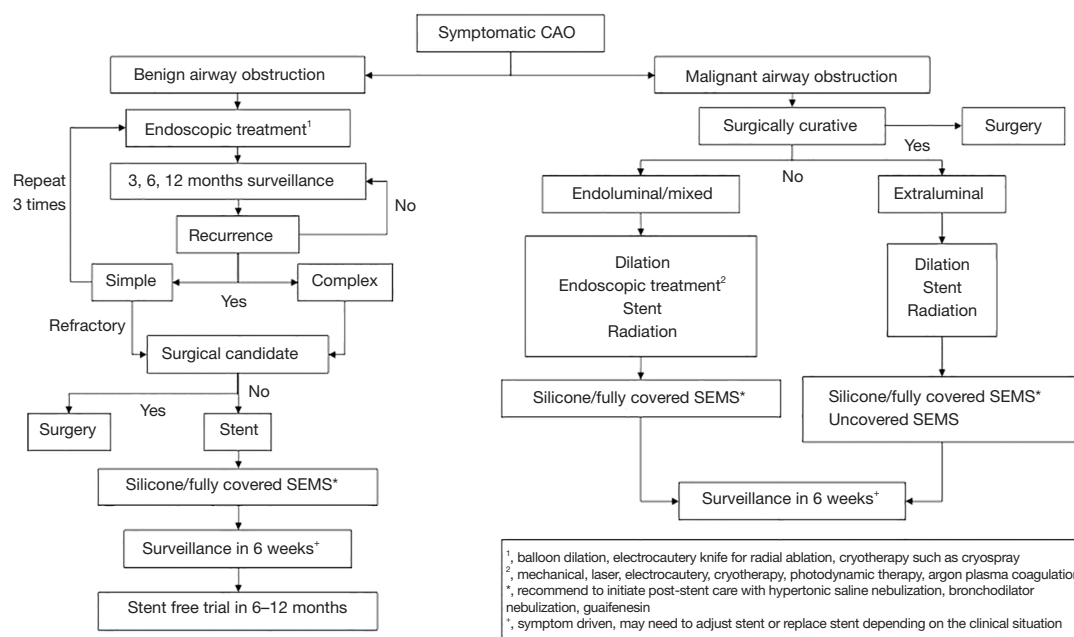 Symptomatic CAO
Benign airway obstruction
Malignant airway obstruction
Endoscopic treatment¹
Surgically curative
Surgery
Yes
No
Repeat
3 times
3, 6, 12 months surveillance
No
Recurrence
Simple
Complex
Yes
Refractory
Surgical candidate
No
Yes
Surgery
Stent
Silicone/fully covered SEMS*
Surveillance in 6 weeks⁺
Stent free trial in 6–12 months
Endoluminal/mixed
Extraluminal
Dilation
Endoscopic treatment²
Stent
Radiation
Dilation
Stent
Radiation
Silicone/fully covered SEMS*
Silicone/fully covered SEMS*
Uncovered SEMS
Surveillance in 6 weeks⁺
¹, balloon dilation, electrocautery knife for radial ablation, cryotherapy such as cryospray
², mechanical, laser, electrocautery, cryotherapy, photodynamic therapy, argon plasma coagulation
*, recommend to initiate post-stent care with hypertonic saline nebulization, bronchodilator
nebulization, guaifenesin
⁺, symptom driven, may need to adjust stent or replace stent depending on the clinical situation